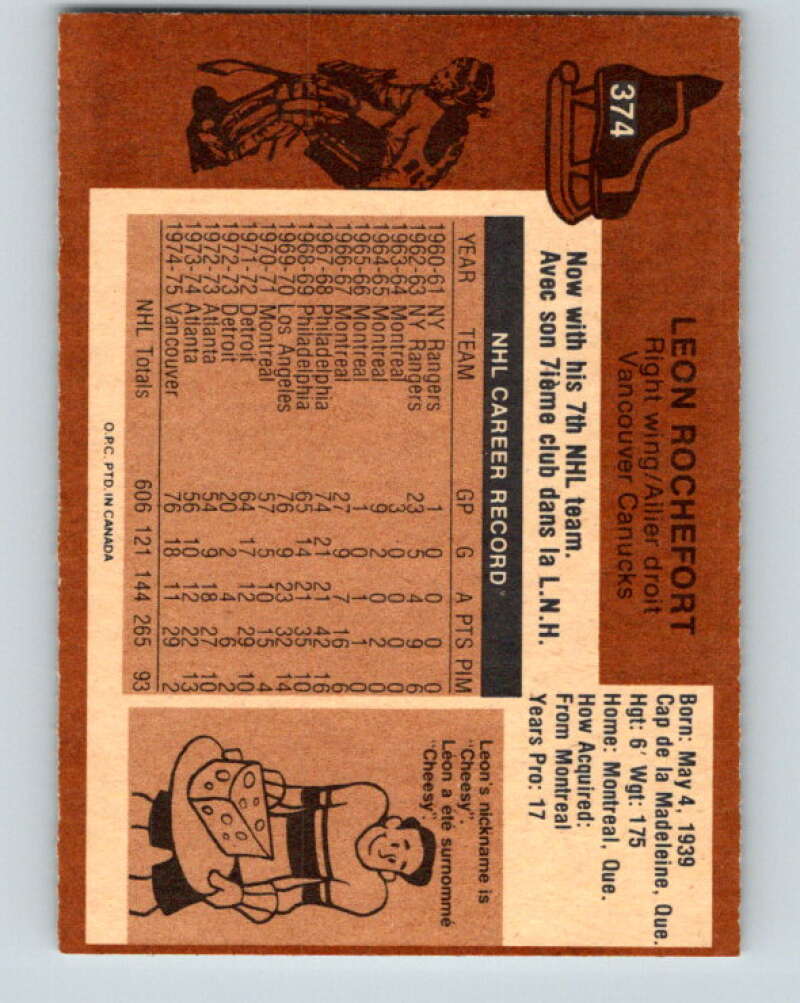 374
LEON ROCHEFORT
Right wing/Ailier droit
Vancouver Canucks
Born: May 4, 1939
Cap de la Madeleine, Que.
Hgt: 6' Wgt: 175
Home: Montreal, Que.
How Acquired:
From Montreal
Years Pro: 17
Now with his 7th NHL team.
Avec son 7ième club dans la L.N.H.
NHL CAREER RECORD
YEAR TEAM GP G A PTS PIM
1960-61 NY Rangers 1 0 0 0 0
1962-63 NY Rangers 23 5 4 9 6
1963-64 Montreal 3 0 0 0 0
1964-65 Montreal 9 2 0 2 0
1965-66 Montreal 1 0 1 1 0
1966-67 Montreal 27 9 7 16 6
1967-68 Philadelphia 74 21 21 42 16
1968-69 Philadelphia 65 14 21 35 10
1969-70 Los Angeles 76 9 23 32 14
1970-71 Montreal 57 5 10 15 4
1971-72 Detroit 64 17 12 29 10
1972-73 Detroit 20 2 4 6 2
1972-73 Atlanta 54 9 18 27 10
1973-74 Atlanta 56 10 12 22 13
1974-75 Vancouver 76 18 11 29 2
NHL Totals 606 121 144 265 93
Leon's nickname is
"Cheesy".
Léon a eté surnommé
"Cheesy".
O.P.C. PTD. IN CANADA